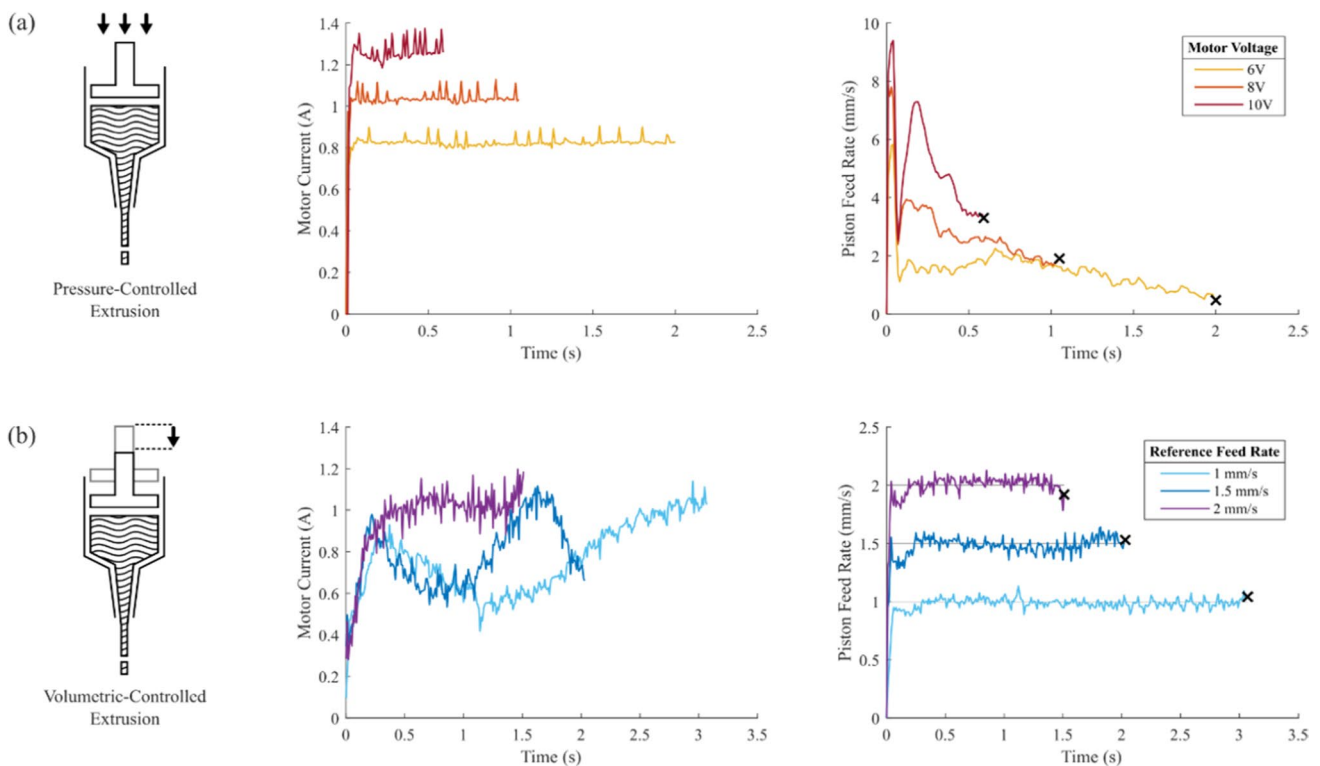 (a)
Pressure-Controlled
Extrusion
Motor Current (A)
1.4
1.2
1
0.8
0.6
0.4
0.2
0
0 0.5 1 1.5 2 2.5
Time (s)
Piston Feed Rate (mm/s)
10
8
6
4
2
0
0 0.5 1 1.5 2 2.5
Time (s)
Motor Voltage
6V
8V
10V
(b)
Volumetric-Controlled
Extrusion
Motor Current (A)
1.4
1.2
1
0.8
0.6
0.4
0.2
0
0 0.5 1 1.5 2 2.5 3 3.5
Time (s)
Piston Feed Rate (mm/s)
2.5
2
1.5
1
0.5
0
0 0.5 1 1.5 2 2.5 3 3.5
Time (s)
Reference Feed Rate
1 mm/s
1.5 mm/s
2 mm/s